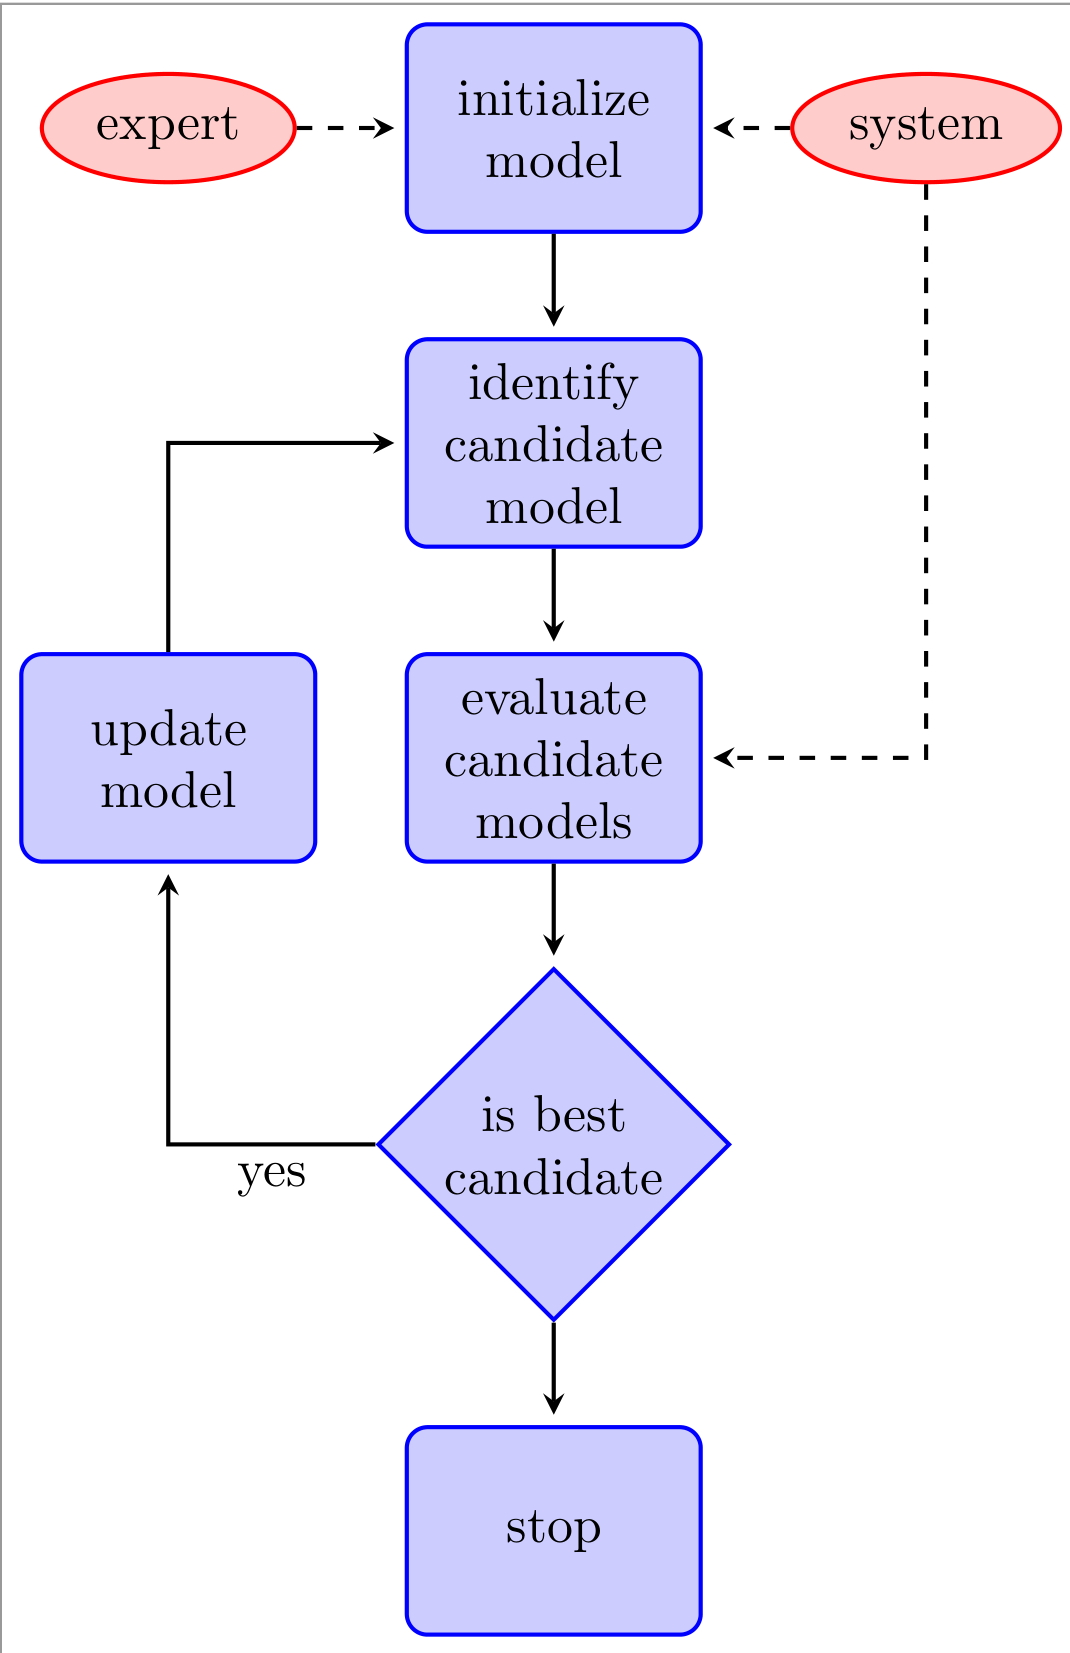 expert
initialize
model
system
identify
candidate
model
update
model
evaluate
candidate
models
is best
candidate
yes
stop